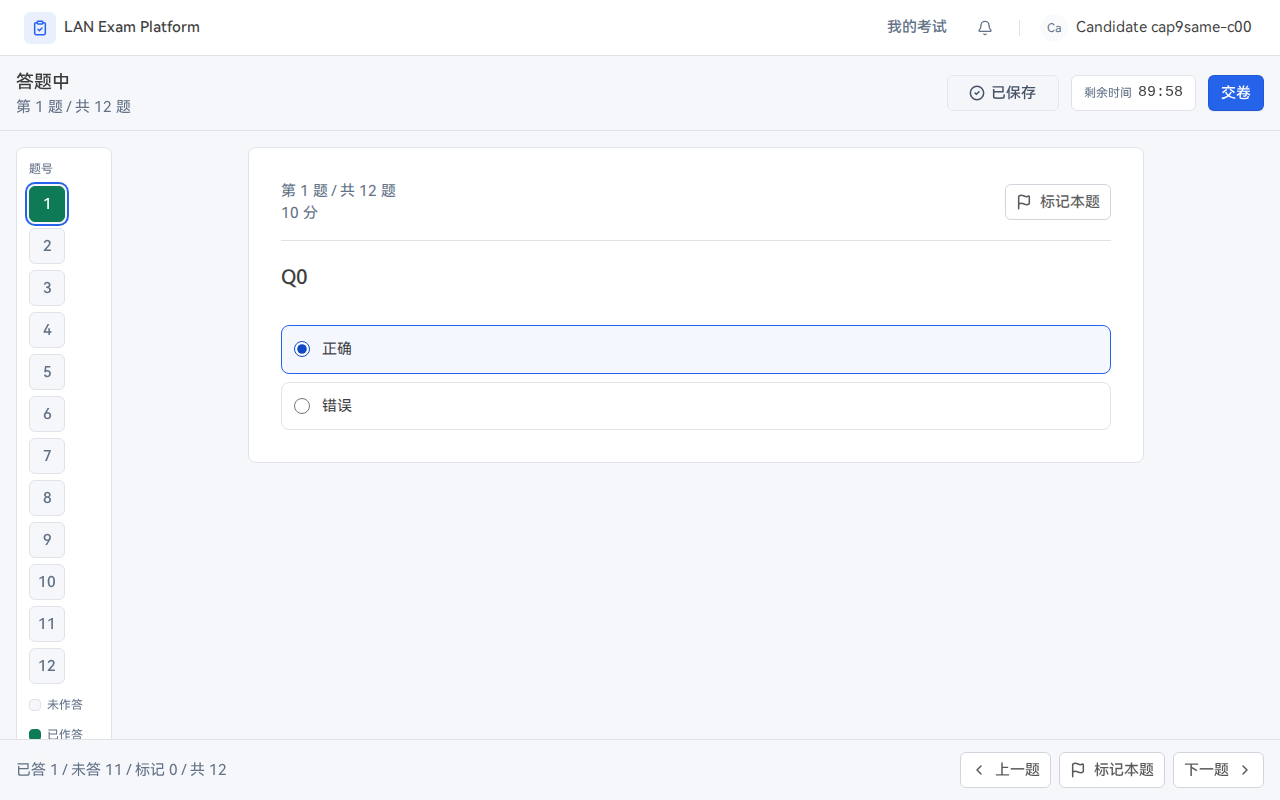 LAN Exam Platform
我的考试
Ca
Candidate cap9same-c00
答题中
第 1 题 / 共 12 题
已保存
剩余时间 89:58
交卷
题号
1
2
3
4
5
6
7
8
9
10
11
12
未作答
已作答
第 1 题 / 共 12 题
10 分
标记本题
Q0
正确
错误
已答 1 / 未答 11 / 标记 0 / 共 12
上一题
标记本题
下一题